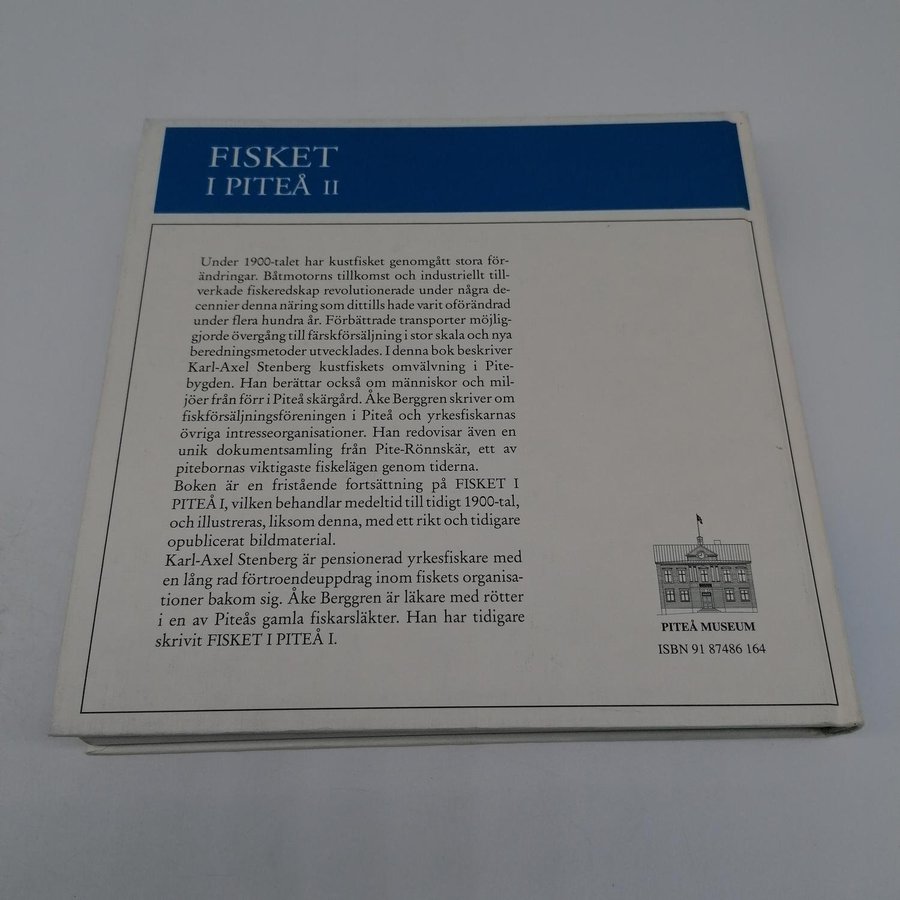 FISKET
I PITEÅ II
Under 1900-talet har kustfisket genomgått stora för-
ändringar. Båtmotorns tillkomst och industriellt till-
verkade fiskeredskap revolutionerade under några de-
cennier denna näring som dittills hade varit oförändrad
under flera hundra år. Förbättrade transporter möjlig-
gjorde övergång till färskförsäljning i stor skala och nya
beredningsmetoder utvecklades. I denna bok beskriver
Karl-Axel Stenberg kustfiskets omvälvning i Pite-
bygden. Han berättar också om människor och mil-
jöer från förr i Piteå skärgård. Åke Berggren skriver om
fiskförsäljningsföreningen i Piteå och yrkesfiskarnas
övriga intresseorganisationer. Han redovisar även en
unik dokumentsamling från Pite-Rönnskär, ett av
pitebornas viktigaste fiskelägen genom tiderna.
Boken är en fristående fortsättning på FISKET I
PITEÅ I, vilken behandlar medeltid till tidigt 1900-tal,
och illustreras, liksom denna, med ett rikt och tidigare
opublicerat bildmaterial.
Karl-Axel Stenberg är pensionerad yrkesfiskare med
en lång rad förtroendeuppdrag inom fiskets organisa-
tioner bakom sig. Åke Berggren är läkare med rötter
i en av Piteås gamla fiskarsläkter. Han har tidigare
skrivit FISKET I PITEÅ I.
PITEÅ MUSEUM
ISBN 91 87486 164